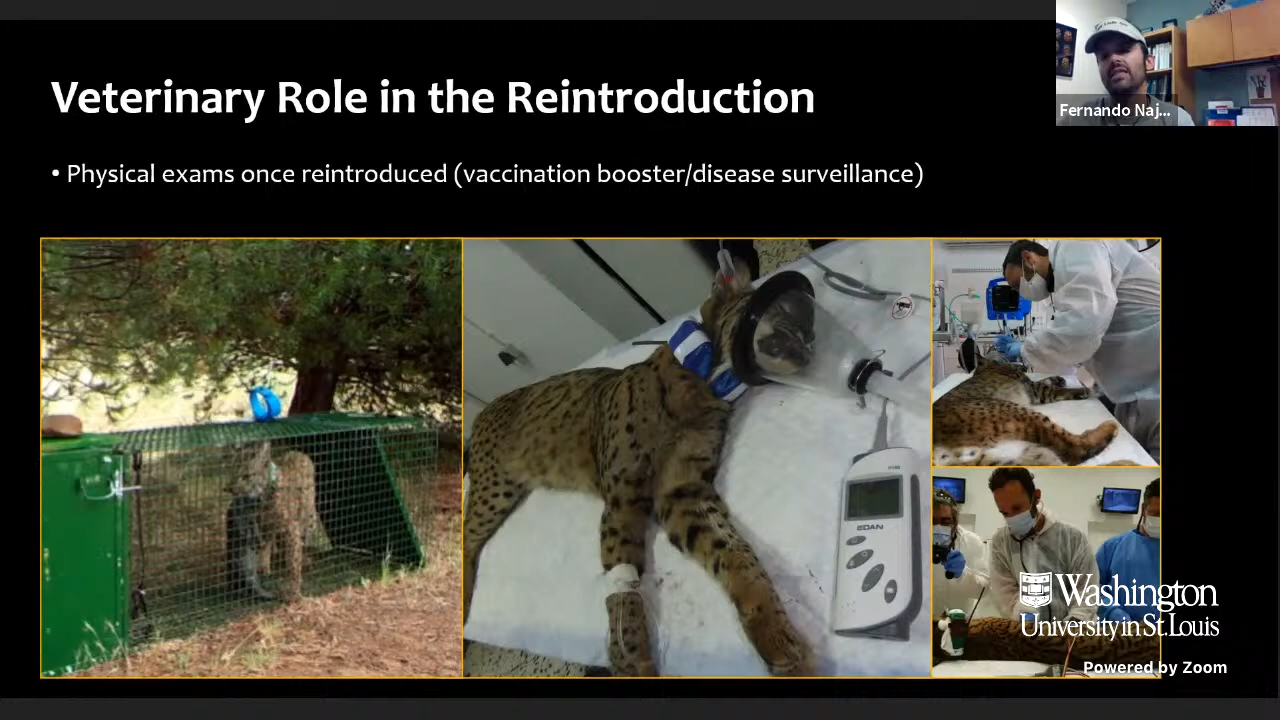 Veterinary Role in the Reintroduction
Fernando Naj...
• Physical exams once reintroduced (vaccination booster/disease surveillance)
EDAN
Washington
University in St. Louis
Powered by Zoom